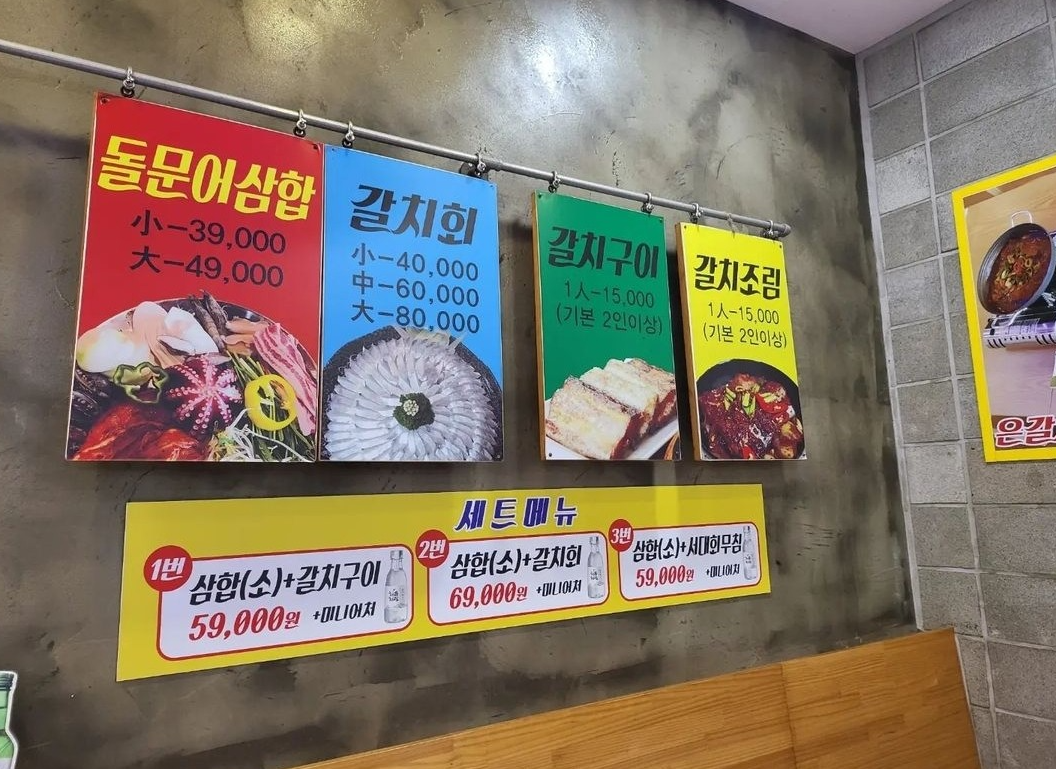 돌문어삼합
小-39,000
大-49,000
갈치회
小-40,000
中-60,000
大-80,000
갈치구이
1人-15,000
(기본 2인이상)
갈치조림
1人-15,000
(기본 2인이상)
세트메뉴
1번
삼합(소)+갈치구이
59,000원 +미니어처
2번
삼합(소)+갈치회
69,000원 +미니어처
3번
삼합(소)+서대회무침
59,000원 +미니어처
은갈